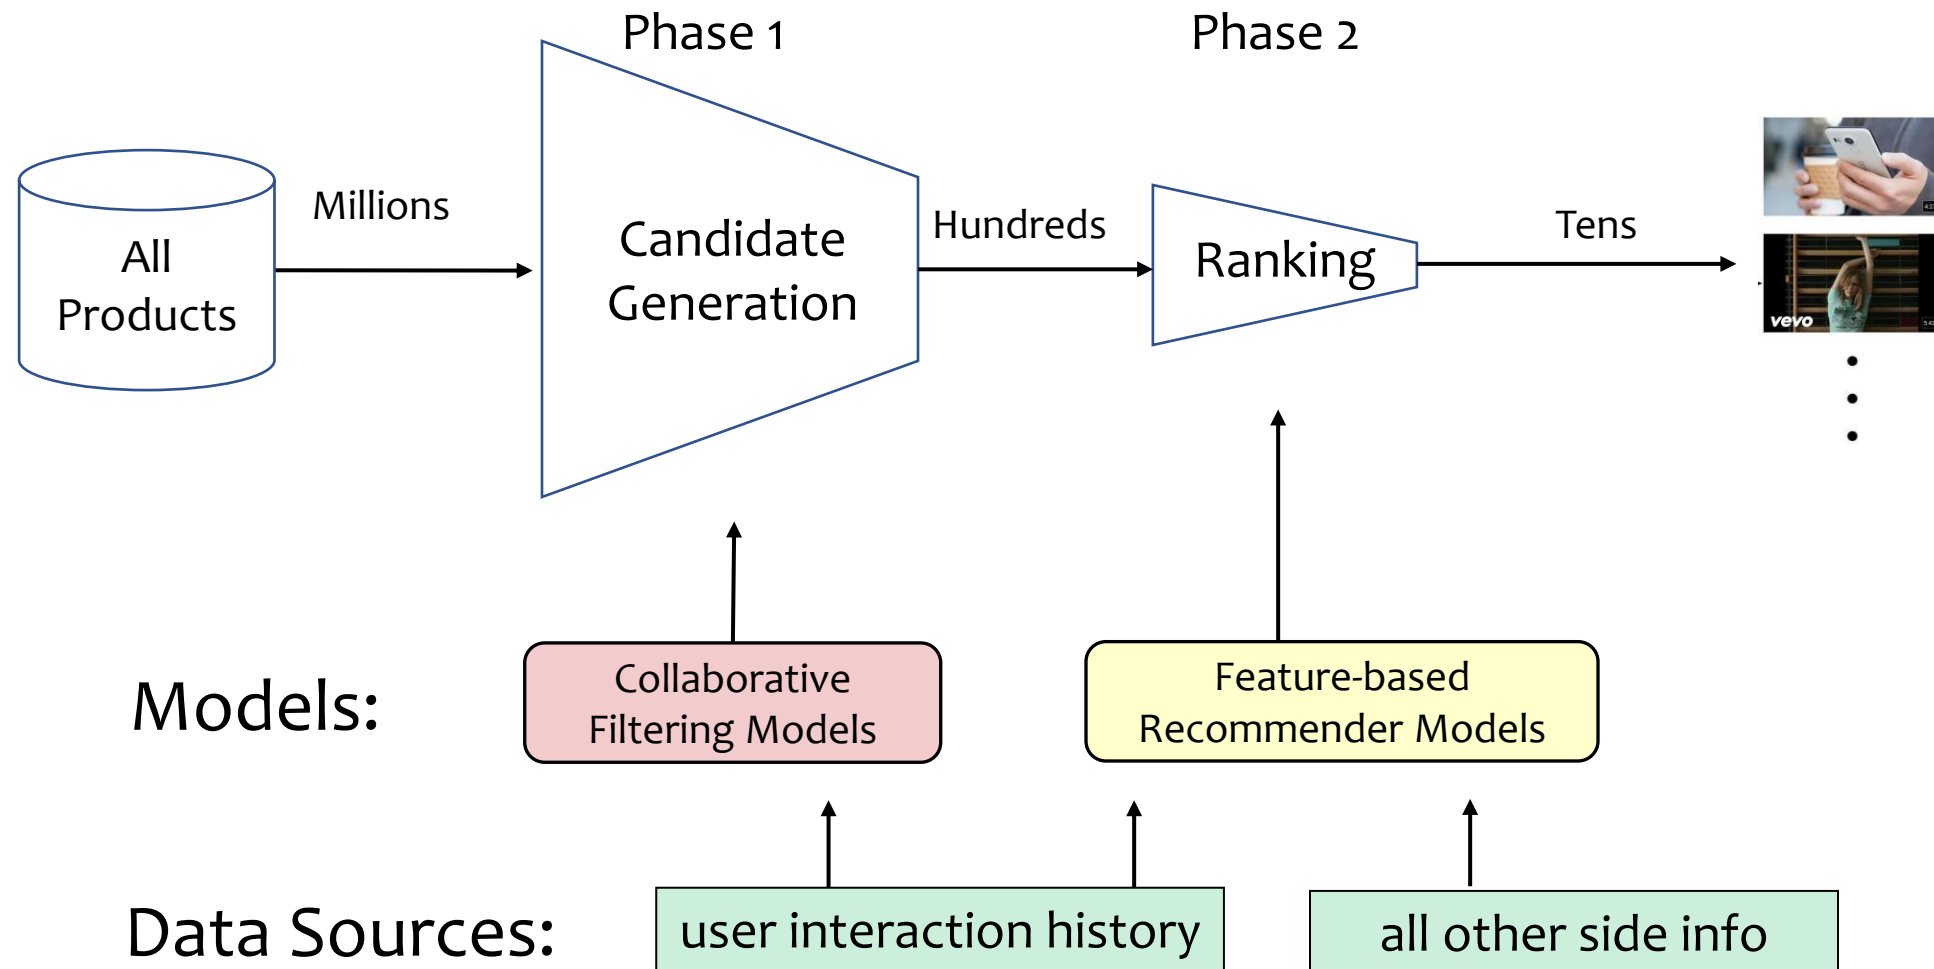 Phase 1
Phase 2
All
Products
Millions
Candidate
Generation
Hundreds
Ranking
Tens
vevo
Models:
Collaborative
Filtering Models
Feature-based
Recommender Models
Data Sources:
user interaction history
all other side info